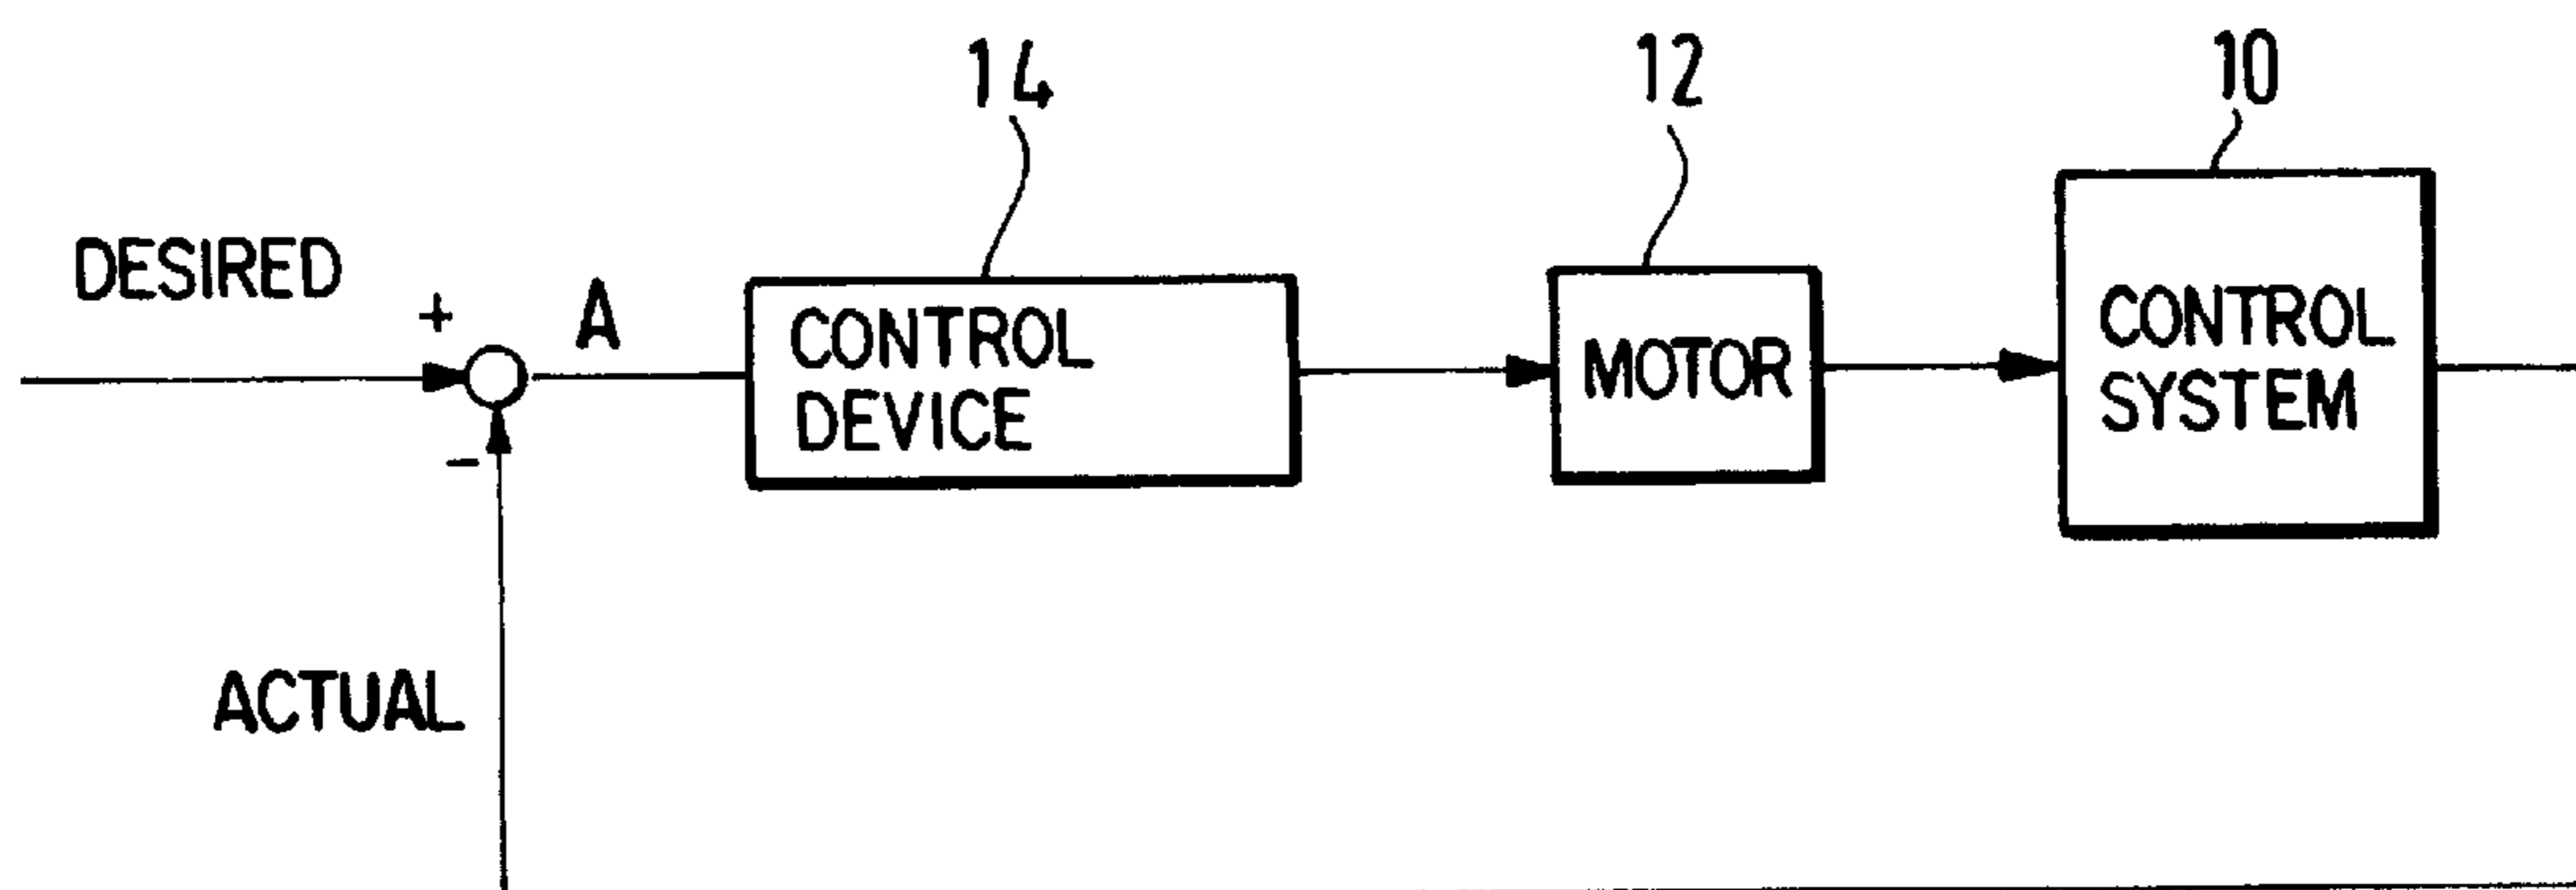 14
12
10
DESIRED
+
A
CONTROL
DEVICE
MOTOR
CONTROL
SYSTEM
-
ACTUAL